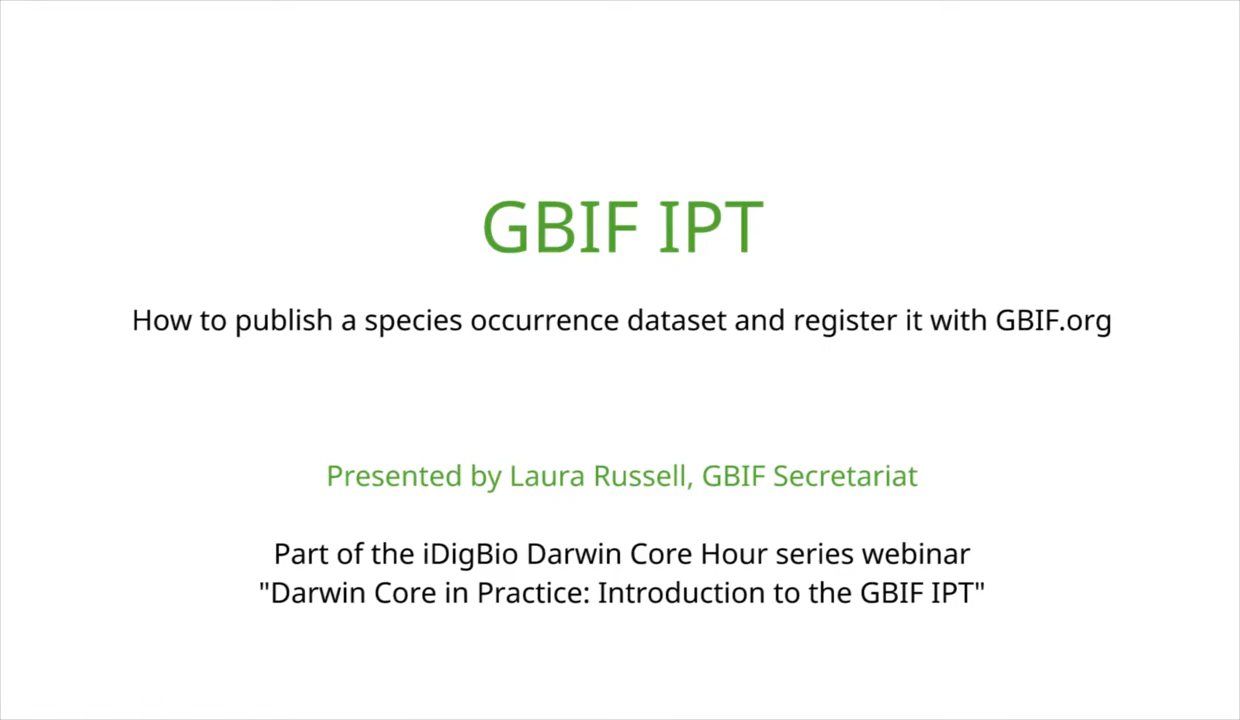 GBIF IPT
How to publish a species occurrence dataset and register it with GBIF.org
Presented by Laura Russell, GBIF Secretariat
Part of the iDigBio Darwin Core Hour series webinar
"Darwin Core in Practice: Introduction to the GBIF IPT"